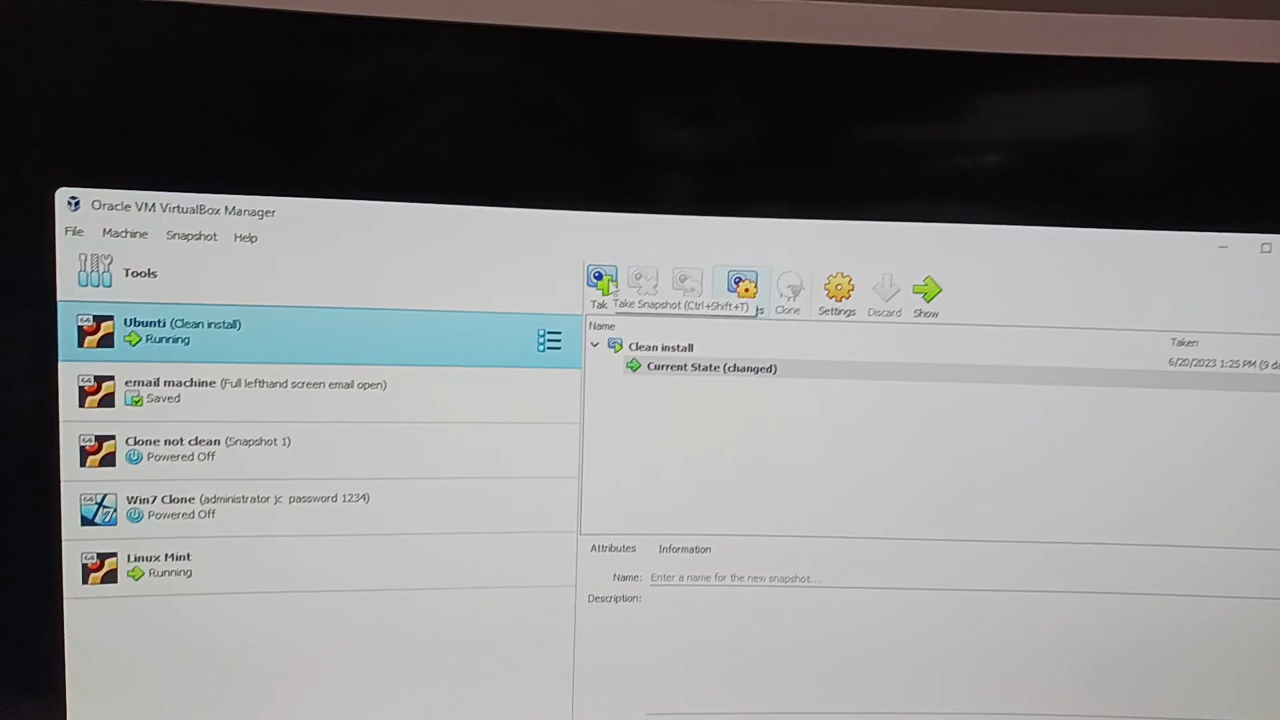 Oracle VM VirtualBox Manager
File Machine Snapshot Help
Tools
Tak Take Snapshot (Ctrl+Shift+T) Clone Settings Discard Show
Ubunti (Clean install)
Running
email machine (Full lefthand screen email open)
Saved
Clone not clean (Snapshot 1)
Powered Off
Win7 Clone (administrator jc password 1234)
Powered Off
Linux Mint
Running
Name Taken
Clean install 6/20/2023 1:25 PM (9 d
Current State (changed)
Attributes Information
Name: Enter a name for the new snapshot...
Description: